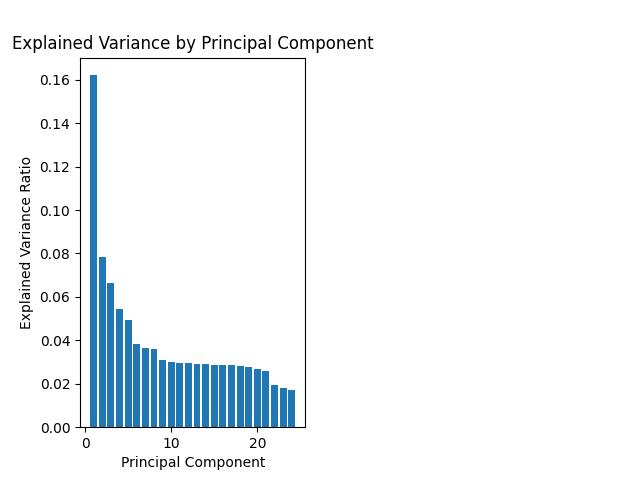 Explained Variance by Principal Component
0.16
0.14
0.12
0.10
0.08
0.06
0.04
0.02
0.00
Explained Variance Ratio
0 10 20
Principal Component